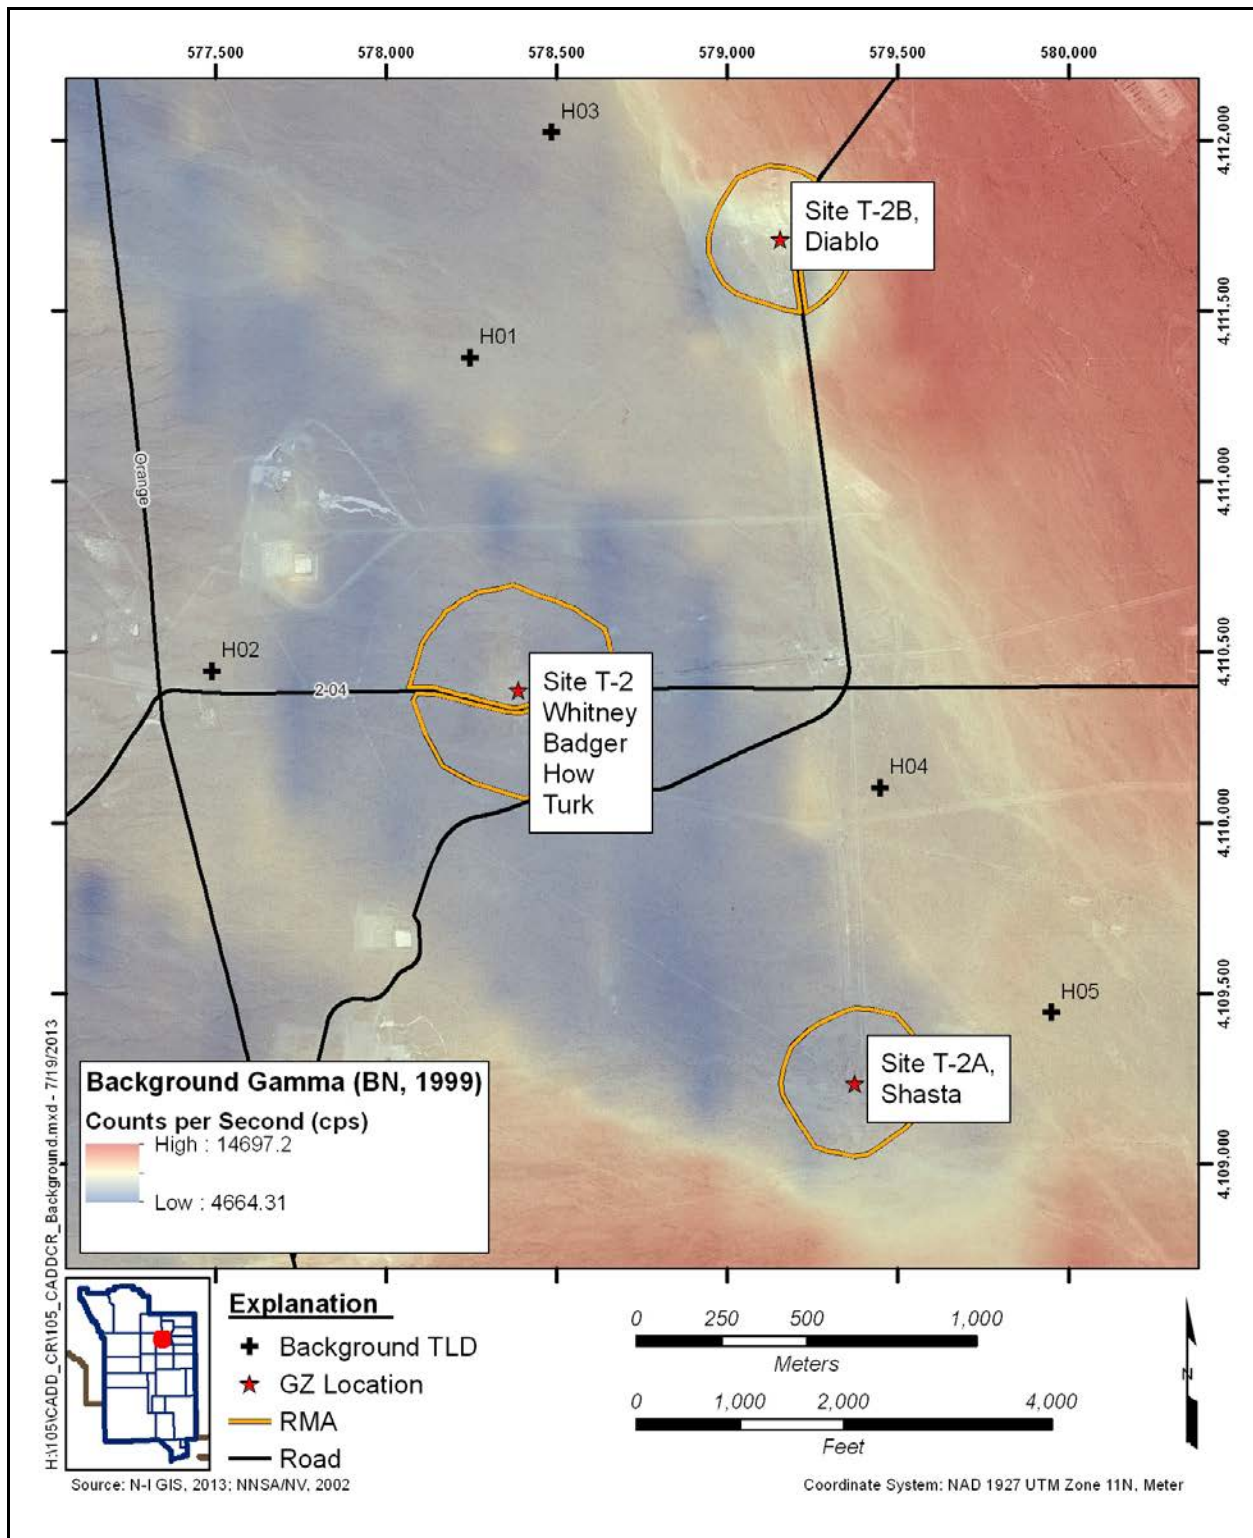 577.500 578.000 578.500 579.000 579.500 580.000
H03
4.112.000
Site T-2B,
Diablo
4.111.500
H01
Orange
4.111.000
H02
4.110.500
2-04
Site T-2
Whitney
Badger
How
Turk
H04
4.110.000
H05
4.109.500
Site T-2A,
Shasta
4.109.000
Background Gamma (BN, 1999)
Counts per Second (cps)
High : 14697.2
Low : 4664.31
H:\105\CADD_CR\105_CADDCR_Background.mxd - 7/19/2013
Explanation
Background TLD
GZ Location
RMA
Road
0 250 500 1,000
Meters
0 1,000 2,000 4,000
Feet
N
Source: N-I GIS, 2013; NNSA/NV, 2002
Coordinate System: NAD 1927 UTM Zone 11N, Meter